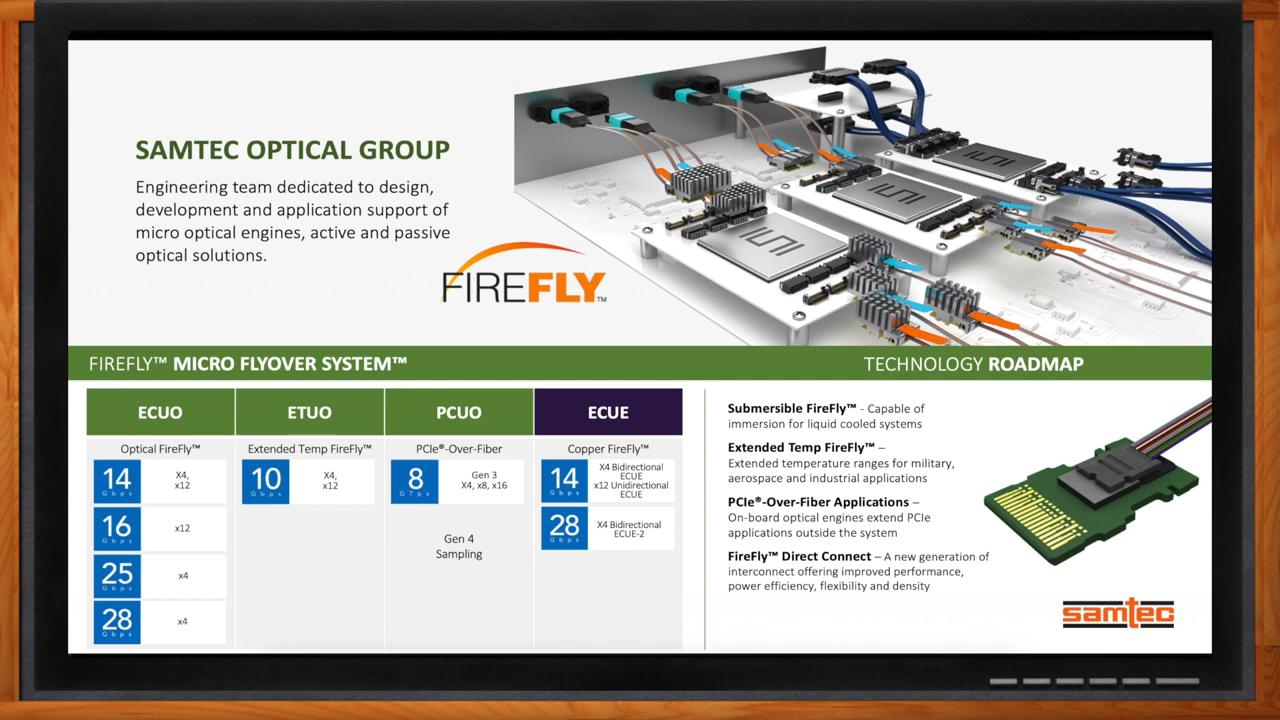 SAMTEC OPTICAL GROUP
Engineering team dedicated to design,
development and application support of
micro optical engines, active and passive
optical solutions.
FIREFLY™
FIREFLY™ MICRO FLYOVER SYSTEM™
TECHNOLOGY ROADMAP
ECUO
Optical FireFly™
14 Gbps
X4,
x12
16 Gbps
x12
25 Gbps
x4
28 Gbps
x4
ETUO
Extended Temp FireFly™
10 Gbps
X4,
x12
PCUO
PCIe®-Over-Fiber
8 GTps
Gen 3
X4, x8, x16
Gen 4
Sampling
ECUE
Copper FireFly™
14 Gbps
X4 Bidirectional
ECUE
x12 Unidirectional
ECUE
28 Gbps
X4 Bidirectional
ECUE-2
Submersible FireFly™ - Capable of
immersion for liquid cooled systems
Extended Temp FireFly™ –
Extended temperature ranges for military,
aerospace and industrial applications
PCIe®-Over-Fiber Applications –
On-board optical engines extend PCIe
applications outside the system
FireFly™ Direct Connect – A new generation of
interconnect offering improved performance,
power efficiency, flexibility and density
samtec